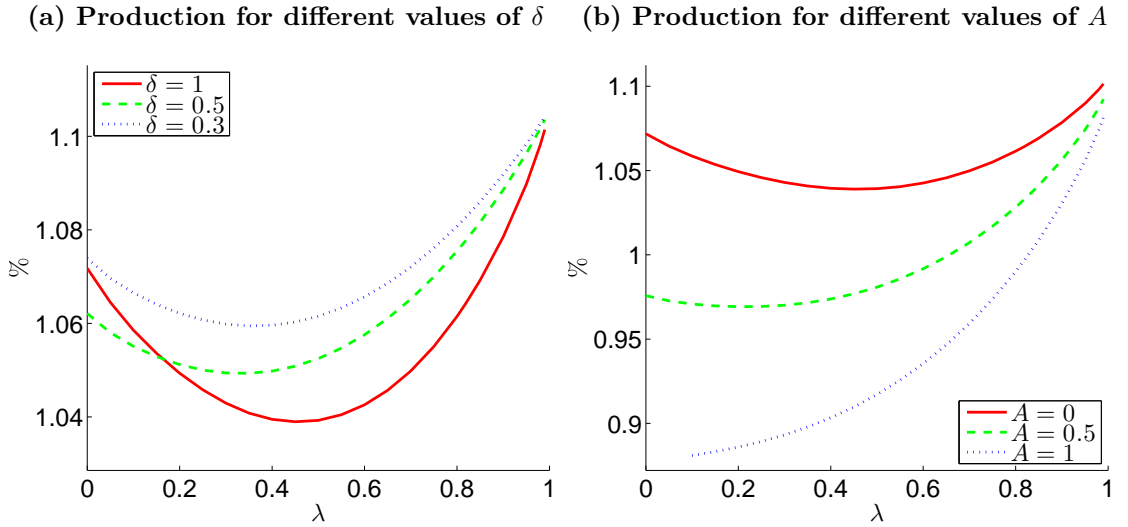 (a) Production for different values of δ
δ = 1
δ = 0.5
δ = 0.3
1.1
1.08
1.06
1.04
%
0 0.2 0.4 0.6 0.8 1
λ
(b) Production for different values of A
1.1
1.05
1
0.95
0.9
%
A = 0
A = 0.5
A = 1
0 0.2 0.4 0.6 0.8 1
λ